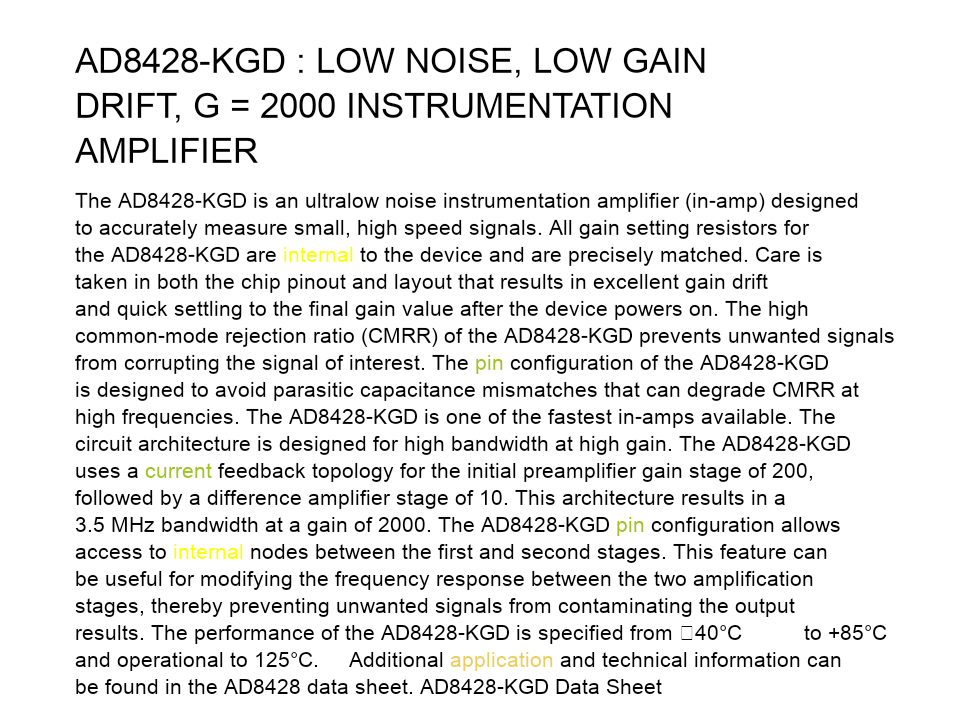 AD8428-KGD : LOW NOISE, LOW GAIN
DRIFT, G = 2000 INSTRUMENTATION
AMPLIFIER
The AD8428-KGD is an ultralow noise instrumentation amplifier (in-amp) designed
to accurately measure small, high speed signals. All gain setting resistors for
the AD8428-KGD are internal to the device and are precisely matched. Care is
taken in both the chip pinout and layout that results in excellent gain drift
and quick settling to the final gain value after the device powers on. The high
common-mode rejection ratio (CMRR) of the AD8428-KGD prevents unwanted signals
from corrupting the signal of interest. The pin configuration of the AD8428-KGD
is designed to avoid parasitic capacitance mismatches that can degrade CMRR at
high frequencies. The AD8428-KGD is one of the fastest in-amps available. The
circuit architecture is designed for high bandwidth at high gain. The AD8428-KGD
uses a current feedback topology for the initial preamplifier gain stage of 200,
followed by a difference amplifier stage of 10. This architecture results in a
3.5 MHz bandwidth at a gain of 2000. The AD8428-KGD pin configuration allows
access to internal nodes between the first and second stages. This feature can
be useful for modifying the frequency response between the two amplification
stages, thereby preventing unwanted signals from contaminating the output
results. The performance of the AD8428-KGD is specified from □40°C to +85°C
and operational to 125°C. Additional application and technical information can
be found in the AD8428 data sheet. AD8428-KGD Data Sheet